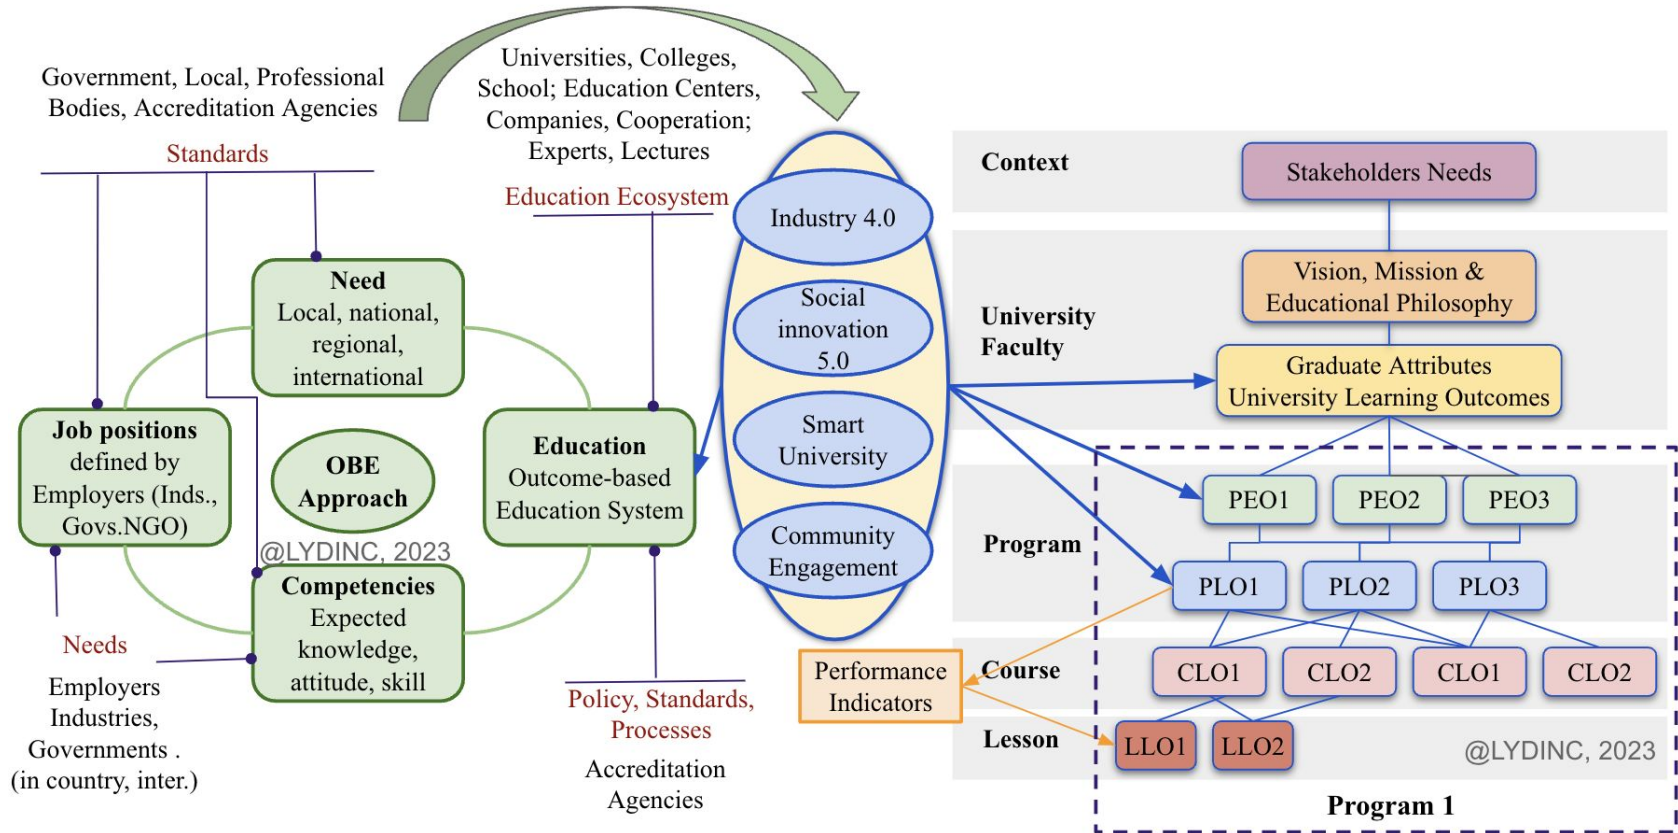 Government, Local, Professional
Bodies, Accreditation Agencies
Standards
Universities, Colleges,
School; Education Centers,
Companies, Cooperation;
Experts, Lectures
Education Ecosystem
Need
Local, national,
regional,
international
Job positions
defined by
Employers (Inds.,
Govs.NGO)
OBE
Approach
@LYDINC, 2023
Education
Outcome-based
Education System
Competencies
Expected
knowledge,
attitude, skill
Needs
Employers
Industries,
Governments .
(in country, inter.)
Policy, Standards,
Processes
Accreditation
Agencies
Industry 4.0
Social
innovation
5.0
Smart
University
Community
Engagement
Performance
Indicators
Context
Stakeholders Needs
University
Faculty
Vision, Mission &
Educational Philosophy
Graduate Attributes
University Learning Outcomes
Program
PEO1
PEO2
PEO3
PLO1
PLO2
PLO3
Course
CLO1
CLO2
CLO1
CLO2
Lesson
LLO1
LLO2
@LYDINC, 2023
Program 1